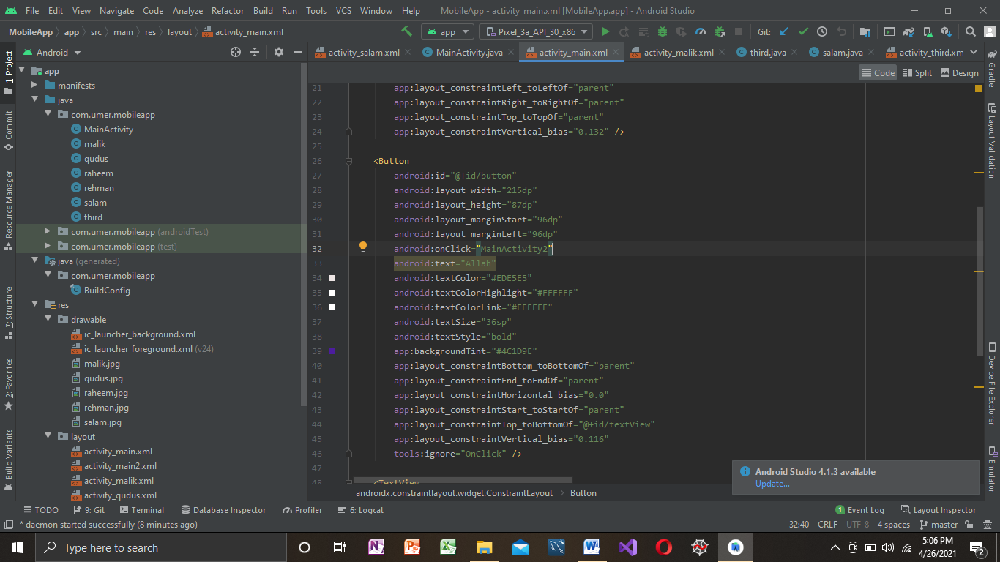 File Edit View Navigate Code Analyze Refactor Build Run Tools VCS Window Help MobileApp - activity_main.xml [MobileApp.app] - Android Studio
MobileApp app src main res layout activity_main.xml app Pixel_3a_API_30_x86 Git:
Android
activity_salam.xml MainActivity.java activity_main.xml activity_malik.xml third.java salam.java activity_third.xm
Code Split Design
1: Project
Commit
Resource Manager
7: Structure
2: Favorites
Build Variants
app
manifests
java
com.umer.mobileapp
MainActivity
malik
qudus
raheem
rehman
salam
third
com.umer.mobileapp (androidTest)
com.umer.mobileapp (test)
java (generated)
com.umer.mobileapp
BuildConfig
res
drawable
ic_launcher_background.xml
ic_launcher_foreground.xml (v24)
malik.jpg
qudus.jpg
raheem.jpg
rehman.jpg
salam.jpg
layout
activity_main.xml
activity_main2.xml
activity_malik.xml
activity_qudus.xml
21 app:layout_constraintLeft_toLeftOf="parent"
22 app:layout_constraintRight_toRightOf="parent"
23 app:layout_constraintTop_toTopOf="parent"
24 app:layout_constraintVertical_bias="0.132" />
25
26 <Button
27 android:id="@+id/button"
28 android:layout_width="215dp"
29 android:layout_height="87dp"
30 android:layout_marginStart="96dp"
31 android:layout_marginLeft="96dp"
32 android:onClick="MainActivity2"
33 android:text="Allah"
34 android:textColor="#EDE5E5"
35 android:textColorHighlight="#FFFFFF"
36 android:textColorLink="#FFFFFF"
37 android:textSize="36sp"
38 android:textStyle="bold"
39 app:backgroundTint="#4C1D9E"
40 app:layout_constraintBottom_toBottomOf="parent"
41 app:layout_constraintEnd_toEndOf="parent"
42 app:layout_constraintHorizontal_bias="0.0"
43 app:layout_constraintStart_toStartOf="parent"
44 app:layout_constraintTop_toBottomOf="@+id/textView"
45 app:layout_constraintVertical_bias="0.116"
46 tools:ignore="OnClick" />
47
48 <TextView
Gradle
Layout Validation
Device File Explorer
Emulator
Android Studio 4.1.3 available
Update...
androidx.constraintlayout.widget.ConstraintLayout Button
TODO 9: Git Terminal Database Inspector Profiler 6: Logcat 1 Event Log Layout Inspector
* daemon started successfully (8 minutes ago) 32:40 CRLF UTF-8 4 spaces master
Type here to search
5:06 PM
4/26/2021
2